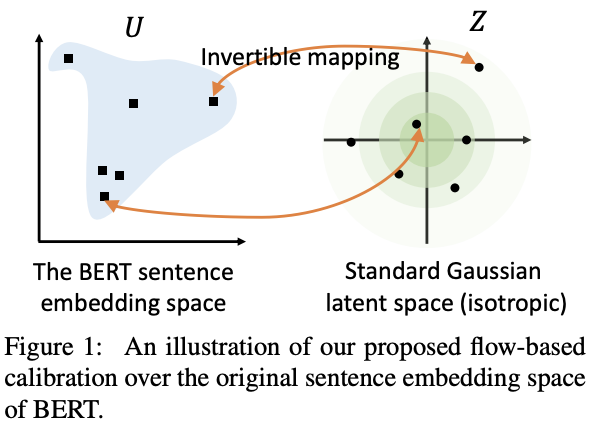 U
Z
Invertible mapping
The BERT sentence
embedding space
Standard Gaussian
latent space (isotropic)
Figure 1: An illustration of our proposed flow-based
calibration over the original sentence embedding space
of BERT.